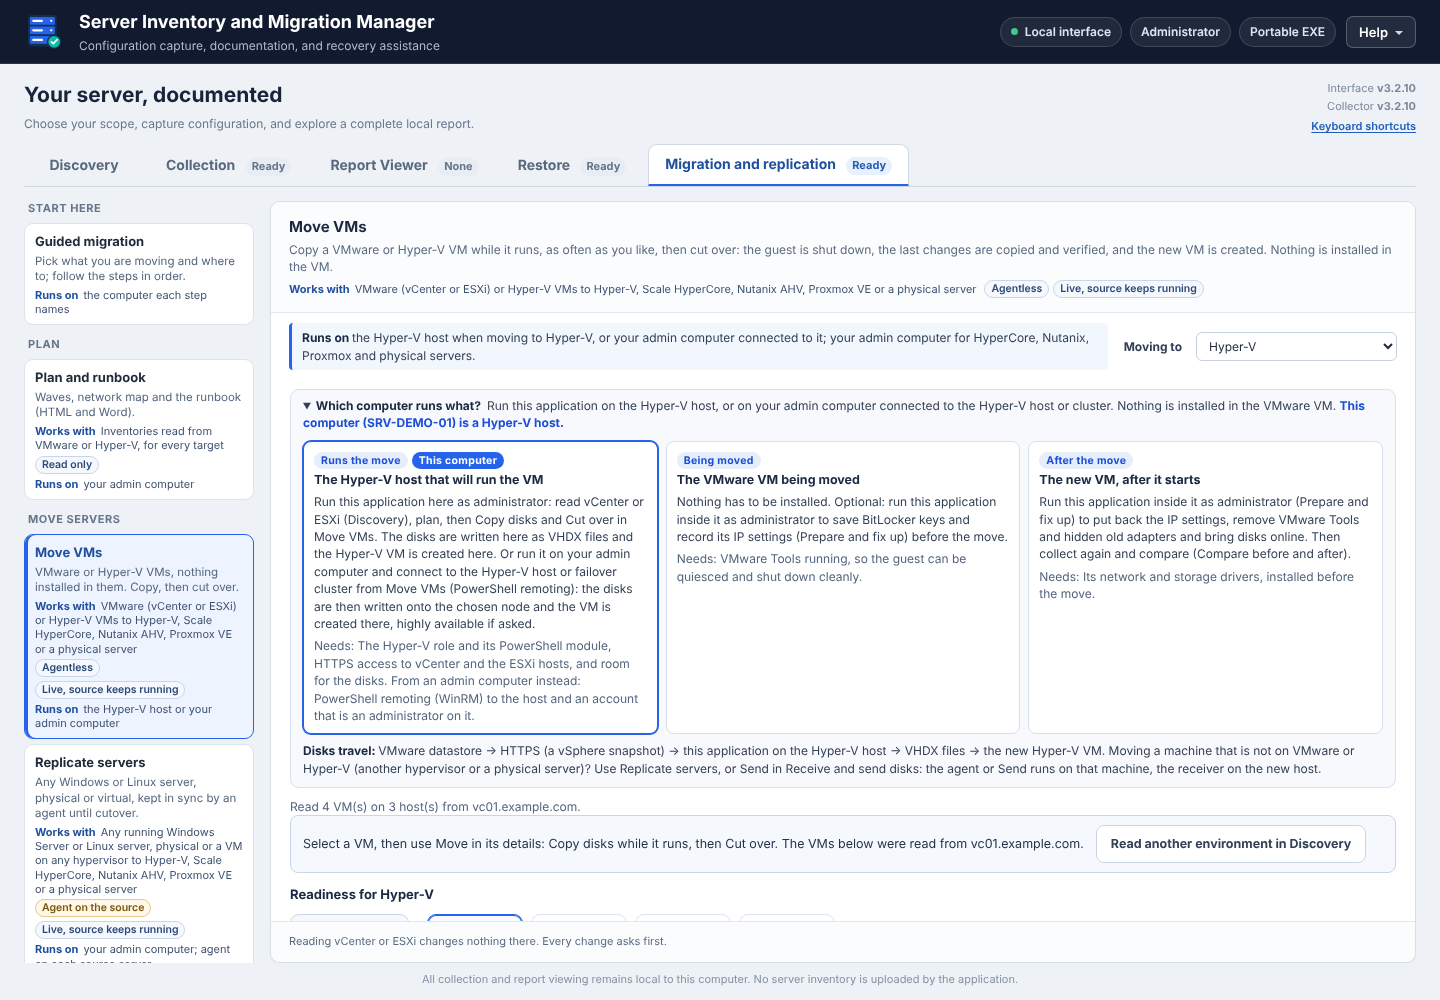 Server Inventory and Migration Manager
Configuration capture, documentation, and recovery assistance
Local interface
Administrator
Portable EXE
Help
Your server, documented
Choose your scope, capture configuration, and explore a complete local report.
Interface v3.2.10
Collector v3.2.10
Keyboard shortcuts
Discovery
Collection Ready
Report Viewer None
Restore Ready
Migration and replication Ready
START HERE
Guided migration
Pick what you are moving and where
to; follow the steps in order.
Runs on the computer each step
names
PLAN
Plan and runbook
Waves, network map and the runbook
(HTML and Word).
Works with Inventories read from
VMware or Hyper-V, for every target
Read only
Runs on your admin computer
MOVE SERVERS
Move VMs
VMware or Hyper-V VMs, nothing
installed in them. Copy, then cut over.
Works with VMware (vCenter or ESXi)
or Hyper-V VMs to Hyper-V, Scale
HyperCore, Nutanix AHV, Proxmox VE
or a physical server
Agentless
Live, source keeps running
Runs on the Hyper-V host or your
admin computer
Replicate servers
Any Windows or Linux server,
physical or virtual, kept in sync by an
agent until cutover.
Works with Any running Windows
Server or Linux server, physical or a VM
on any hypervisor to Hyper-V, Scale
HyperCore, Nutanix AHV, Proxmox VE
or a physical server
Agent on the source
Live, source keeps running
Runs on your admin computer; agent
on each source server
Move VMs
Copy a VMware or Hyper-V VM while it runs, as often as you like, then cut over: the guest is shut down, the last changes are copied and verified, and the new VM is created. Nothing is installed in
the VM.
Works with VMware (vCenter or ESXi) or Hyper-V VMs to Hyper-V, Scale HyperCore, Nutanix AHV, Proxmox VE or a physical server Agentless Live, source keeps running
Runs on the Hyper-V host when moving to Hyper-V, or your admin computer connected to it; your admin computer for HyperCore, Nutanix,
Proxmox and physical servers.
Moving to Hyper-V
▼ Which computer runs what? Run this application on the Hyper-V host, or on your admin computer connected to the Hyper-V host or cluster. Nothing is installed in the VMware VM. This
computer (SRV-DEMO-01) is a Hyper-V host.
Runs the move This computer
The Hyper-V host that will run the VM
Run this application here as administrator: read vCenter or
ESXi (Discovery), plan, then Copy disks and Cut over in
Move VMs. The disks are written here as VHDX files and
the Hyper-V VM is created here. Or run it on your admin
computer and connect to the Hyper-V host or failover
cluster from Move VMs (PowerShell remoting): the disks
are then written onto the chosen node and the VM is
created there, highly available if asked.
Needs: The Hyper-V role and its PowerShell module,
HTTPS access to vCenter and the ESXi hosts, and room
for the disks. From an admin computer instead:
PowerShell remoting (WinRM) to the host and an account
that is an administrator on it.
Being moved
The VMware VM being moved
Nothing has to be installed. Optional: run this application
inside it as administrator to save BitLocker keys and
record its IP settings (Prepare and fix up) before the move.
Needs: VMware Tools running, so the guest can be
quiesced and shut down cleanly.
After the move
The new VM, after it starts
Run this application inside it as administrator (Prepare and
fix up) to put back the IP settings, remove VMware Tools
and hidden old adapters and bring disks online. Then
collect again and compare (Compare before and after).
Needs: Its network and storage drivers, installed before
the move.
Disks travel: VMware datastore → HTTPS (a vSphere snapshot) → this application on the Hyper-V host → VHDX files → the new Hyper-V VM. Moving a machine that is not on VMware or
Hyper-V (another hypervisor or a physical server)? Use Replicate servers, or Send in Receive and send disks: the agent or Send runs on that machine, the receiver on the new host.
Read 4 VM(s) on 3 host(s) from vc01.example.com.
Select a VM, then use Move in its details: Copy disks while it runs, then Cut over. The VMs below were read from vc01.example.com.
Read another environment in Discovery
Readiness for Hyper-V
Reading vCenter or ESXi changes nothing there. Every change asks first.
All collection and report viewing remains local to this computer. No server inventory is uploaded by the application.